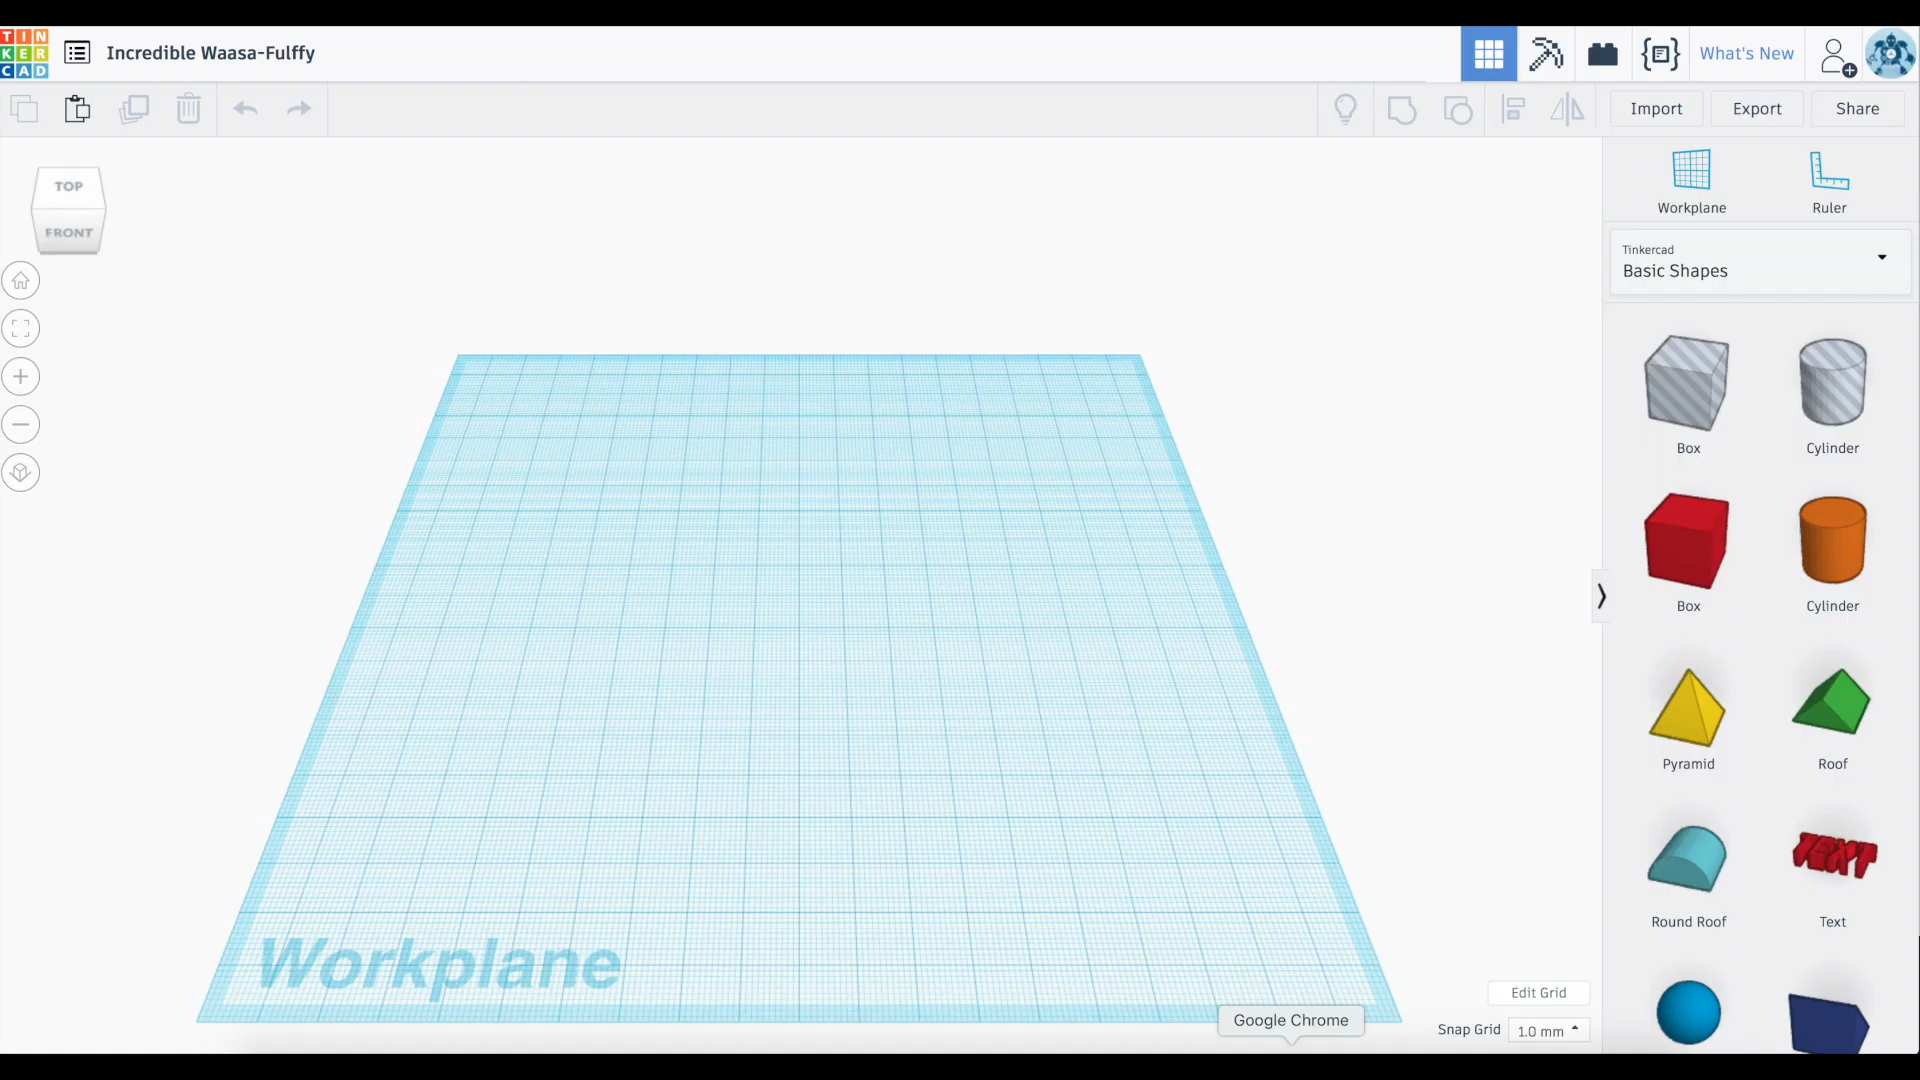 TIN
KER
CAD
Incredible Waasa-Fulffy
What's New
Import
Export
Share
TOP
FRONT
Workplane
Ruler
Tinkercad
Basic Shapes
Box
Cylinder
Box
Cylinder
Pyramid
Roof
Round Roof
TEXT
Text
Workplane
Edit Grid
Google Chrome
Snap Grid
1.0 mm